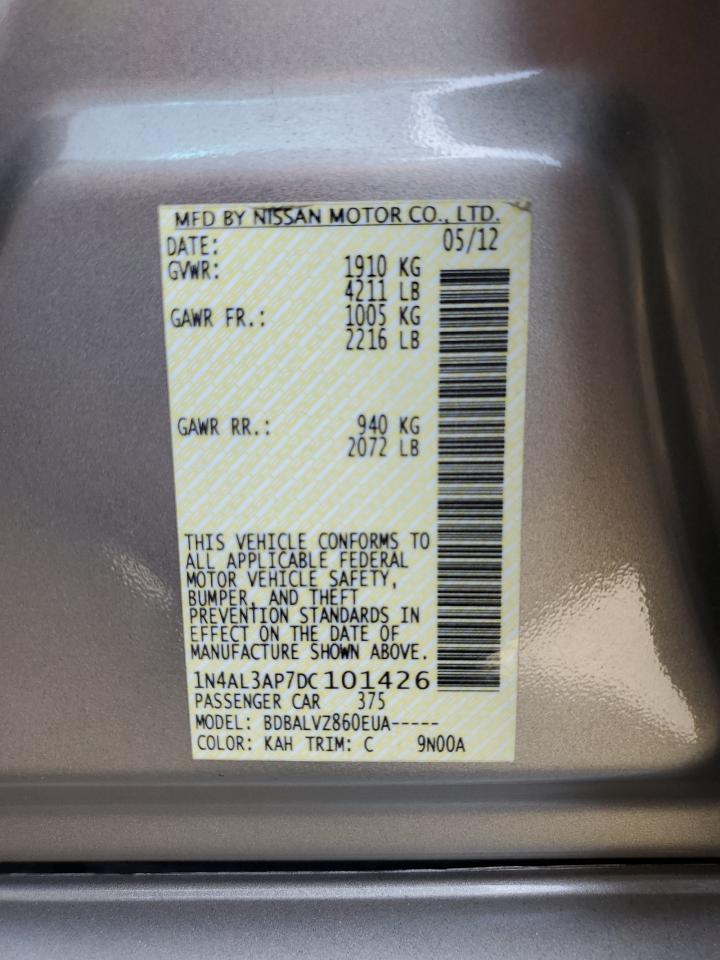 MFD BY NISSAN MOTOR CO., LTD.
DATE: 05/12
GVWR: 1910 KG
4211 LB
GAWR FR.: 1005 KG
2216 LB
GAWR RR.: 940 KG
2072 LB
THIS VEHICLE CONFORMS TO
ALL APPLICABLE FEDERAL
MOTOR VEHICLE SAFETY,
BUMPER, AND THEFT
PREVENTION STANDARDS IN
EFFECT ON THE DATE OF
MANUFACTURE SHOWN ABOVE.
1N4AL3AP7DC101426
PASSENGER CAR 375
MODEL: BDBALVZ860EUA-----
COLOR: KAH TRIM: C 9N00A